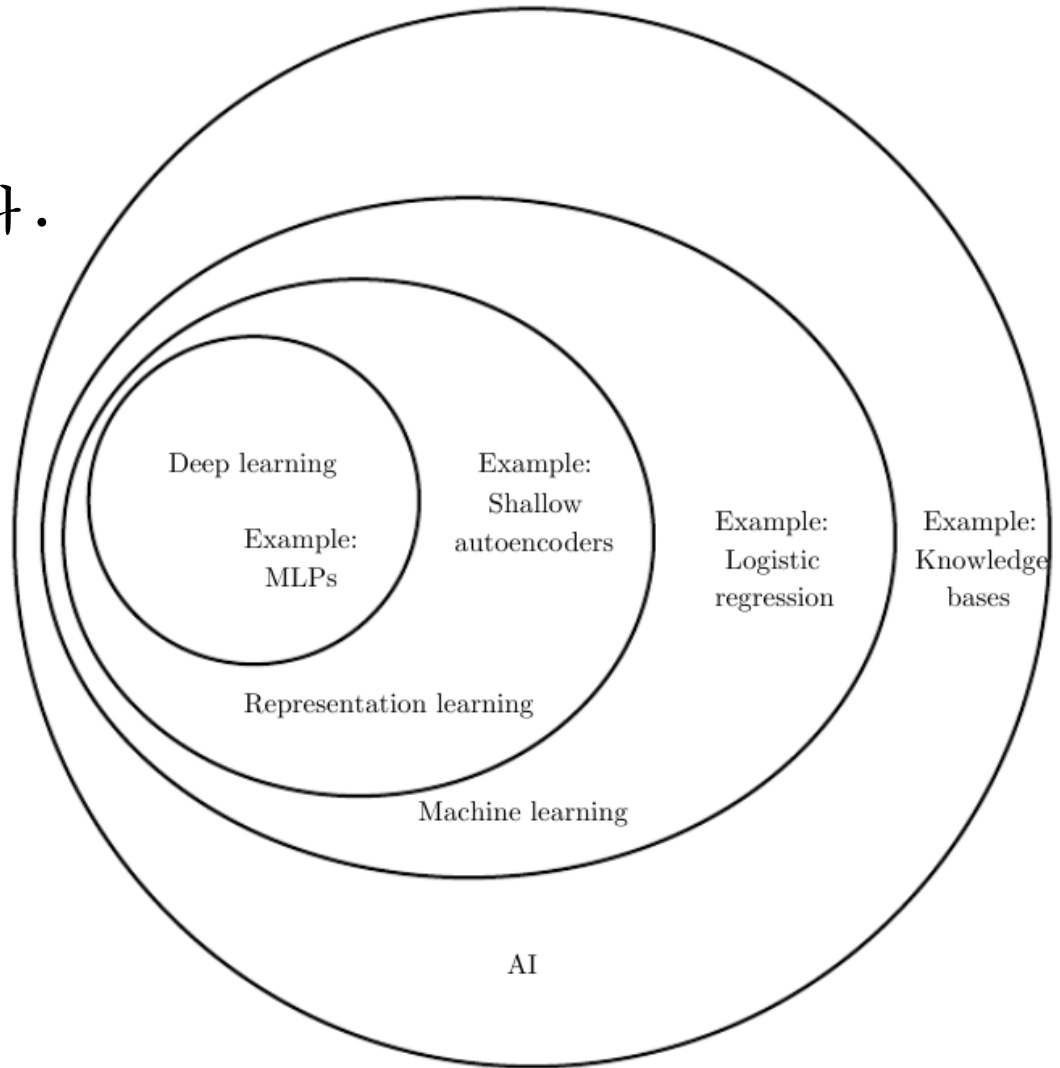 Deep learning
Example:
MLPs
Example:
Shallow
autoencoders
Example:
Logistic
regression
Example:
Knowledge
bases
Representation learning
Machine learning
AI